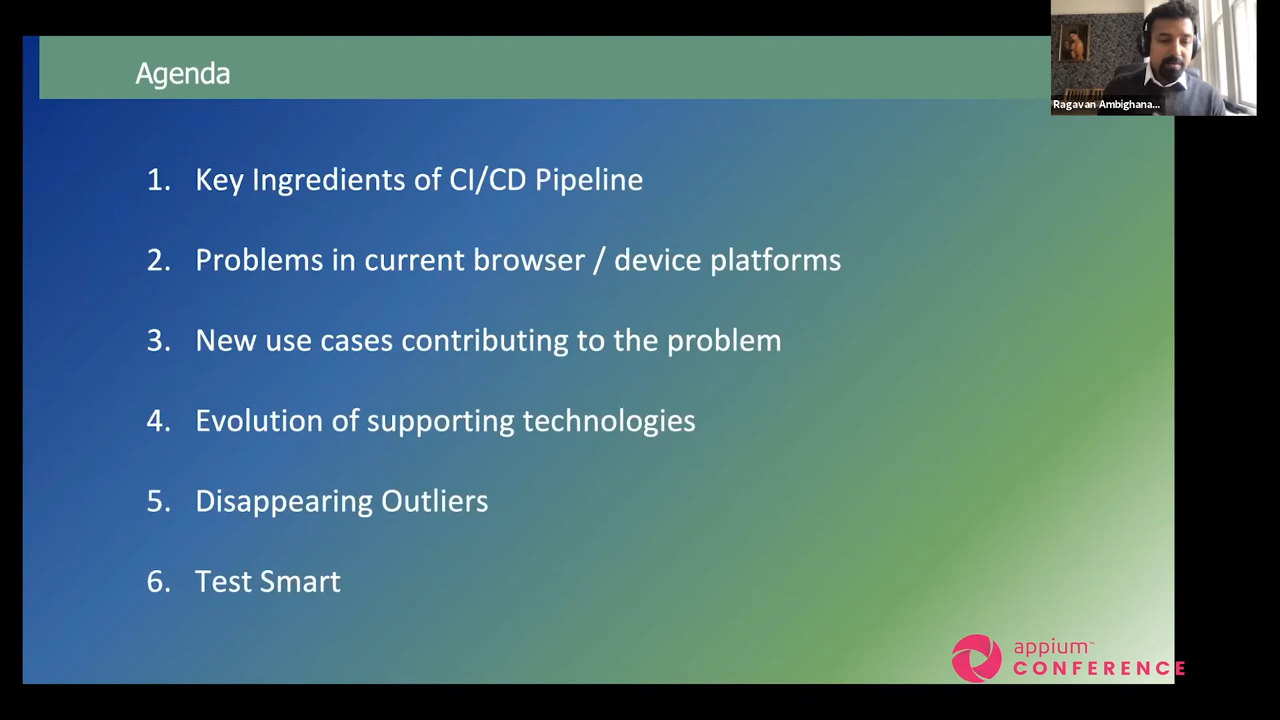 Agenda
Ragavan Ambighana...
1. Key Ingredients of CI/CD Pipeline
2. Problems in current browser / device platforms
3. New use cases contributing to the problem
4. Evolution of supporting technologies
5. Disappearing Outliers
6. Test Smart
appium™
CONFERENCE